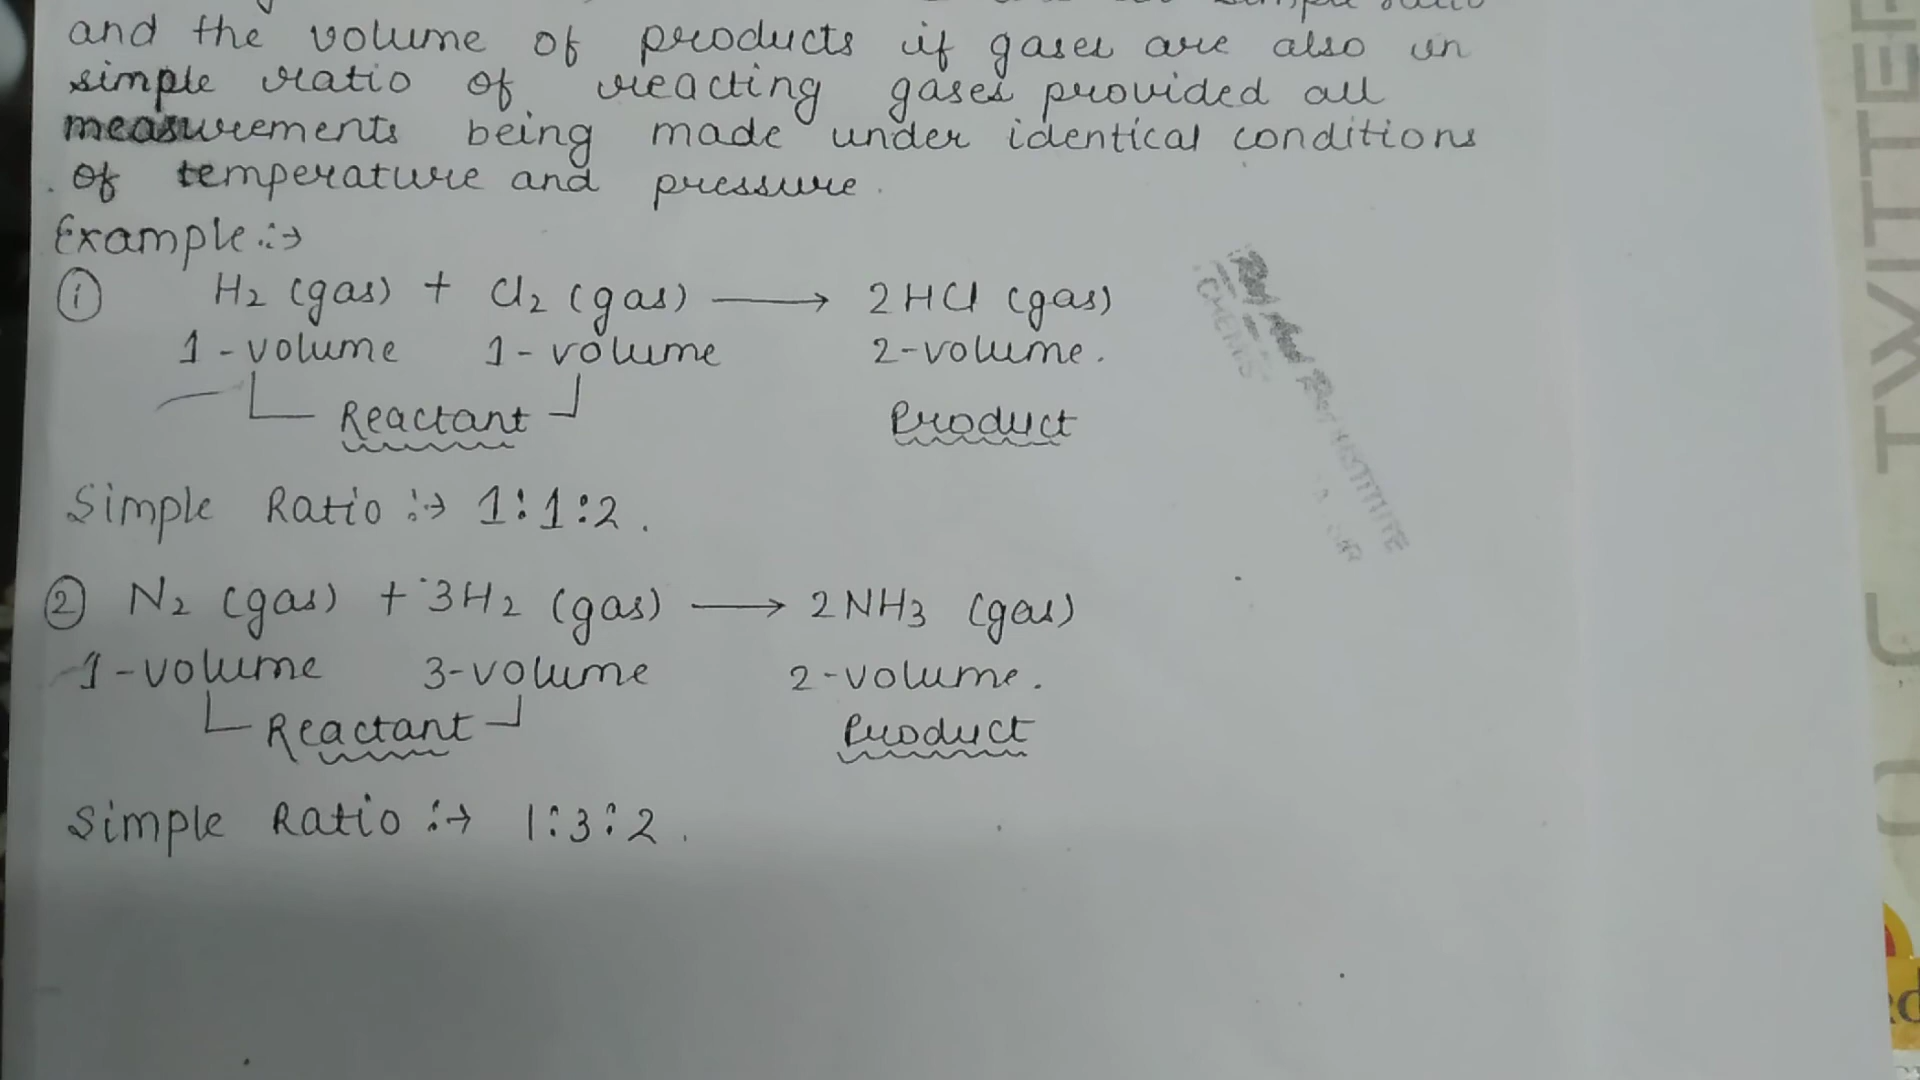 simple ratio
and the volume of products if gases are also in
simple ratio of reacting gases provided all
measurements being made under identical conditions
of temperature and pressure.
Example :→
① H2 (gas) + Cl2 (gas) ⟶ 2HCl (gas)
1-volume 1-volume 2-volume.
Reactant Product
Simple Ratio :→ 1:1:2.
② N2 (gas) + 3H2 (gas) ⟶ 2NH3 (gas)
1-volume 3-volume 2-volume.
Reactant Product
Simple Ratio :→ 1:3:2.
TWITTER